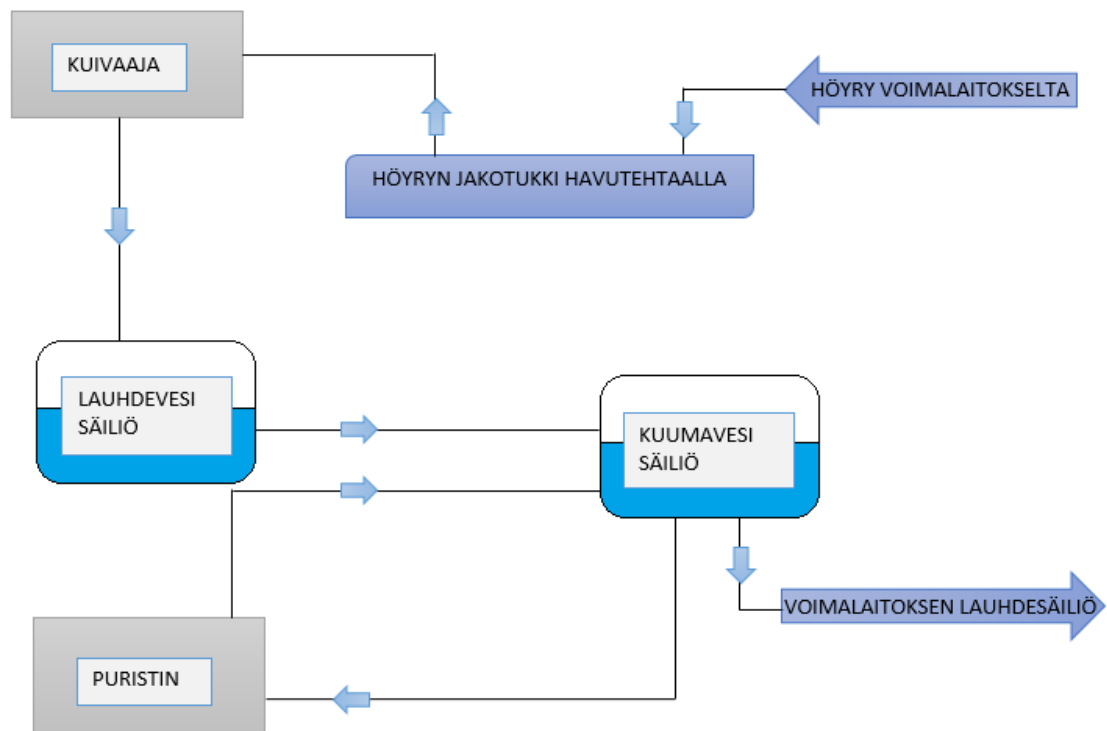 KUIVAAJA
HÖYRY VOIMALAITOKSELTA
HÖYRYN JAKOTUKKI HAVUTEHTAALLA
LAUHDEVESI
SÄILIÖ
KUUMAVESI
SÄILIÖ
VOIMALAITOKSEN LAUHDESÄILIÖ
PURISTIN